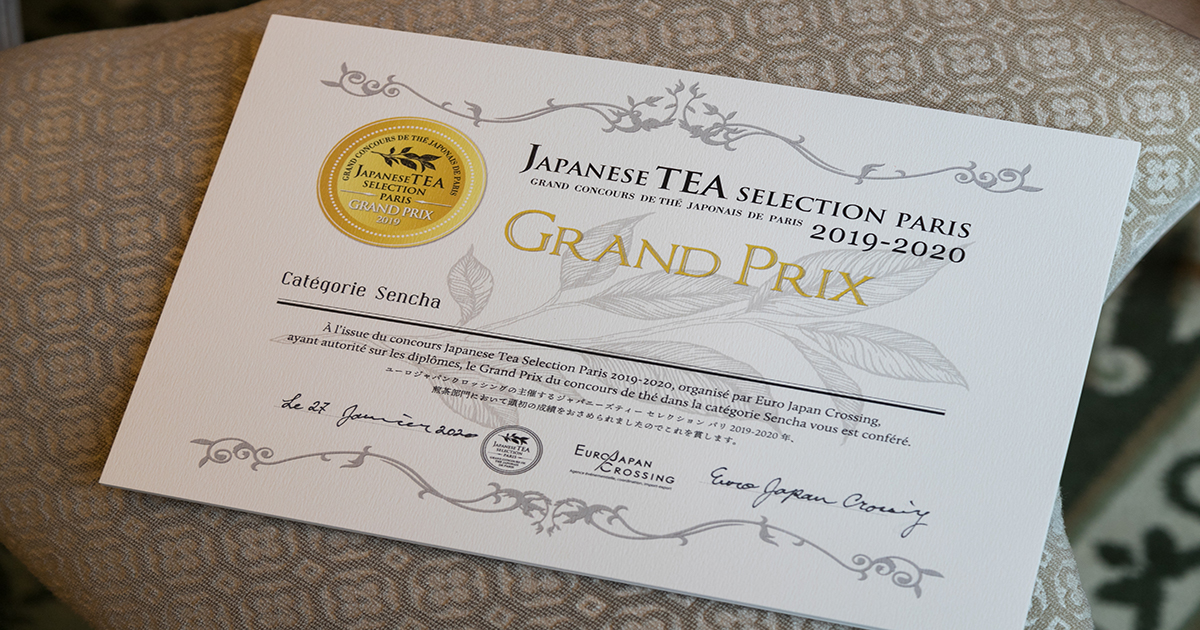 GRAND CONCOURS DE THÉ JAPONAIS DE PARIS
JAPANESE TEA
SELECTION
PARIS
GRAND PRIX
2019
JAPANESE TEA SELECTION PARIS
GRAND CONCOURS DE THÉ JAPONAIS DE PARIS
2019-2020
GRAND PRIX
Catégorie Sencha
À l'issue du concours Japanese Tea Selection Paris 2019-2020, organisé par Euro Japan Crossing,
ayant autorité sur les diplômes, le Grand Prix du concours de thé dans la catégorie Sencha vous est conféré.
ユーロジャパンクロッシングの主催するジャパニーズティー セレクション パリ 2019-2020 年、
煎茶部門において頭初の成績をおさめられましたのでこれを賞します。
Le 27 Janvier 2020
JAPANESE TEA
SELECTION
PARIS
EURO JAPAN
CROSSING
Euro Japan Crossing